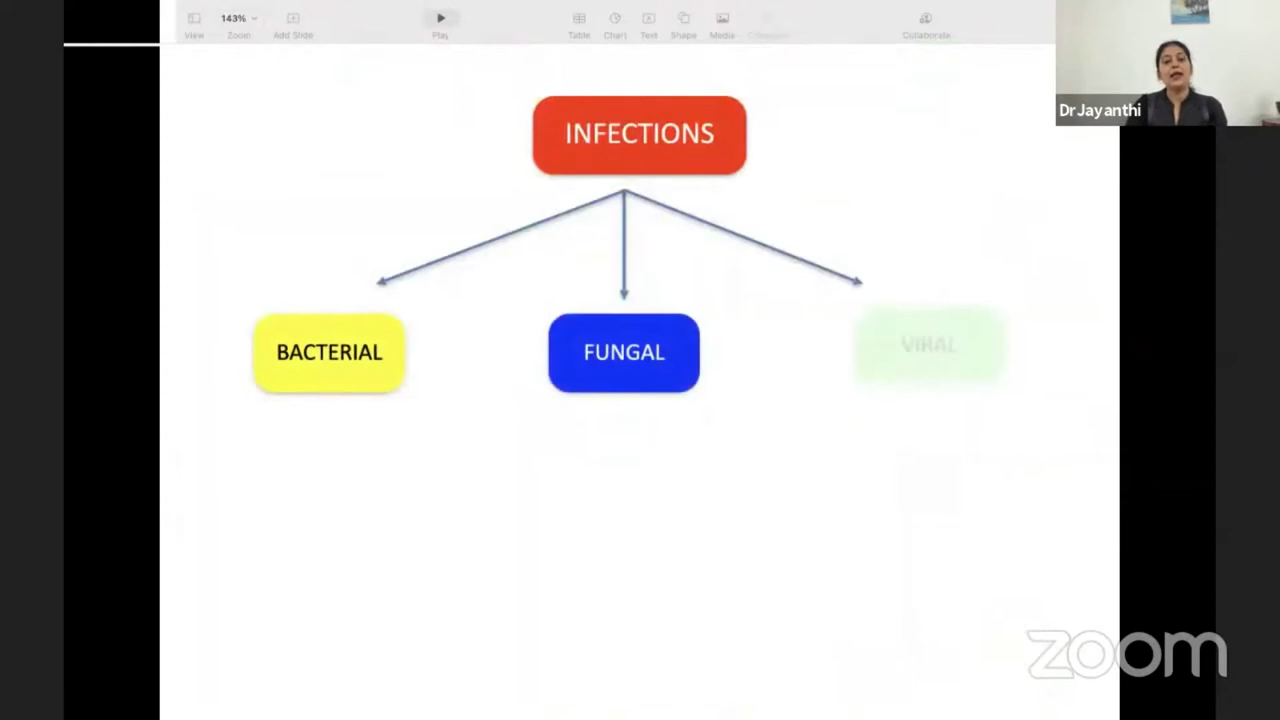 143%
View
Zoom
Add Slide
Play
Table
Chart
Text
Shape
Media
Comment
Collaborate
Dr Jayanthi
INFECTIONS
BACTERIAL
FUNGAL
VIRAL
zoom